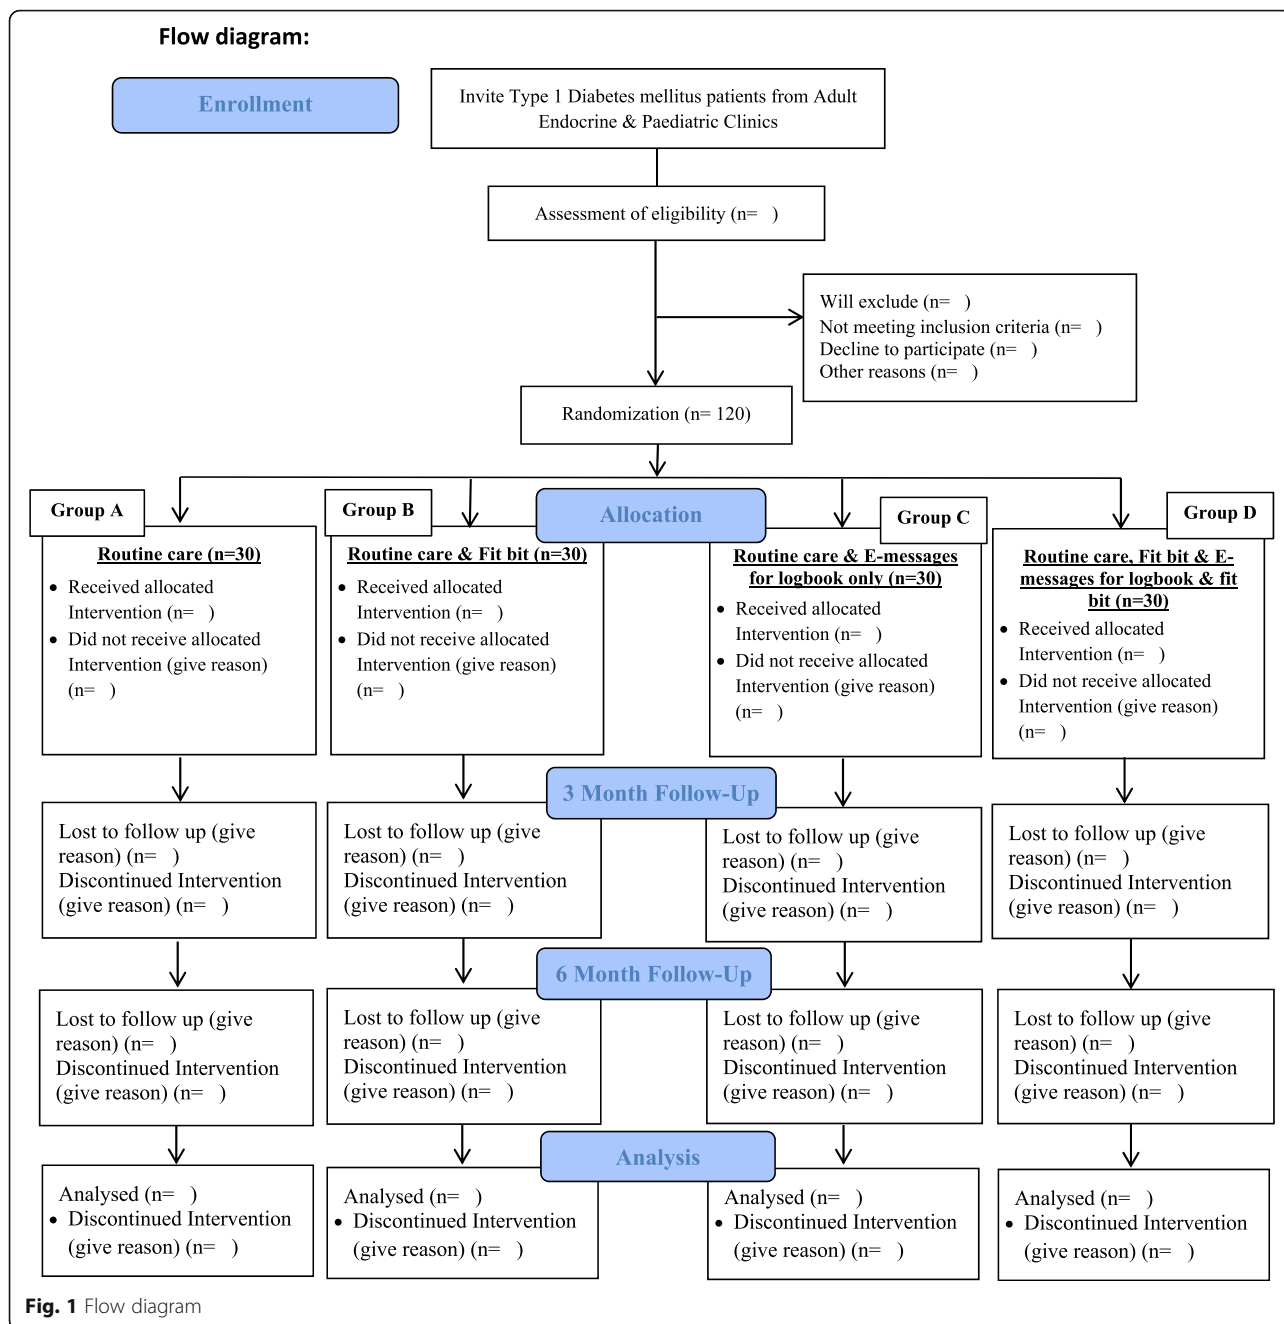 Flow diagram:
Enrollment
Invite Type 1 Diabetes mellitus patients from Adult
Endocrine & Paediatric Clinics
Assessment of eligibility (n=   )
Will exclude (n=   )
Not meeting inclusion criteria (n=   )
Decline to participate (n=   )
Other reasons (n=   )
Randomization (n= 120)
Allocation
Group A
Routine care (n=30)
• Received allocated
Intervention (n=   )
• Did not receive allocated
Intervention (give reason)
(n=   )
Group B
Routine care & Fit bit (n=30)
• Received allocated
Intervention (n=   )
• Did not receive allocated
Intervention (give reason)
(n=   )
Group C
Routine care & E-messages
for logbook only (n=30)
• Received allocated
Intervention (n=   )
• Did not receive allocated
Intervention (give reason)
(n=   )
Group D
Routine care, Fit bit & E-
messages for logbook & fit
bit (n=30)
• Received allocated
Intervention (n=   )
• Did not receive allocated
Intervention (give reason)
(n=   )
3 Month Follow-Up
Lost to follow up (give
reason) (n=   )
Discontinued Intervention
(give reason) (n=   )
Lost to follow up (give
reason) (n=   )
Discontinued Intervention
(give reason) (n=   )
Lost to follow up (give
reason) (n=   )
Discontinued Intervention
(give reason) (n=   )
Lost to follow up (give
reason) (n=   )
Discontinued Intervention
(give reason) (n=   )
6 Month Follow-Up
Lost to follow up (give
reason) (n=   )
Discontinued Intervention
(give reason) (n=   )
Lost to follow up (give
reason) (n=   )
Discontinued Intervention
(give reason) (n=   )
Lost to follow up (give
reason) (n=   )
Discontinued Intervention
(give reason) (n=   )
Lost to follow up (give
reason) (n=   )
Discontinued Intervention
(give reason) (n=   )
Analysis
Analysed (n=   )
• Discontinued Intervention
(give reason) (n=   )
Analysed (n=   )
• Discontinued Intervention
(give reason) (n=   )
Analysed (n=   )
• Discontinued Intervention
(give reason) (n=   )
Analysed (n=   )
• Discontinued Intervention
(give reason) (n=   )
Fig. 1 Flow diagram